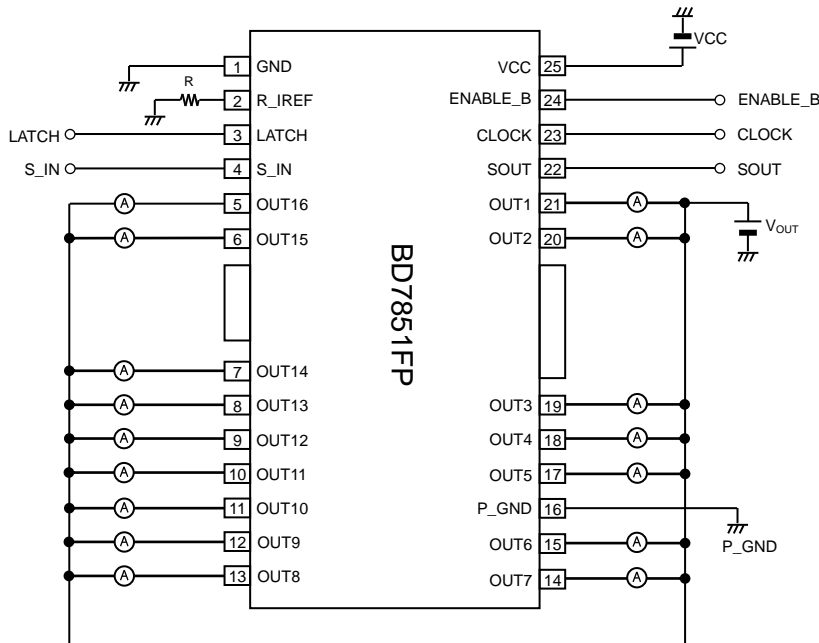 VCC
1 GND VCC 25
R
2 R_IREF ENABLE_B 24 ENABLE_B
LATCH 3 LATCH CLOCK 23 CLOCK
S_IN 4 S_IN SOUT 22 SOUT
A 5 OUT16 OUT1 21 A
VOUT
A 6 OUT15 OUT2 20 A
BD7851FP
A 7 OUT14
A 8 OUT13 OUT3 19 A
A 9 OUT12 OUT4 18 A
A 10 OUT11 OUT5 17 A
A 11 OUT10 P_GND 16
P_GND
A 12 OUT9 OUT6 15 A
A 13 OUT8 OUT7 14 A